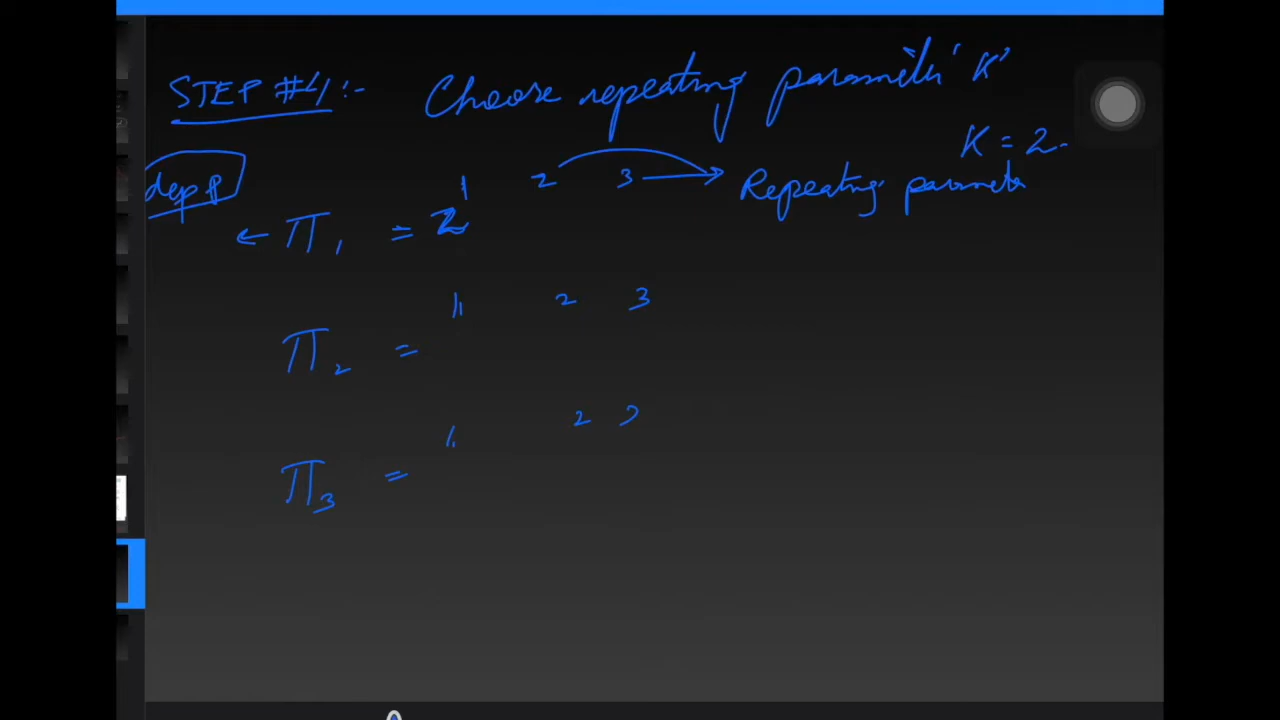 STEP #4 :- Choose repeating parameter 'K'
K = 2
dep
1 2 3 → Repeating parameter
← π₁ = z
1 2 3
π₂ =
1 2 3
π₃ =